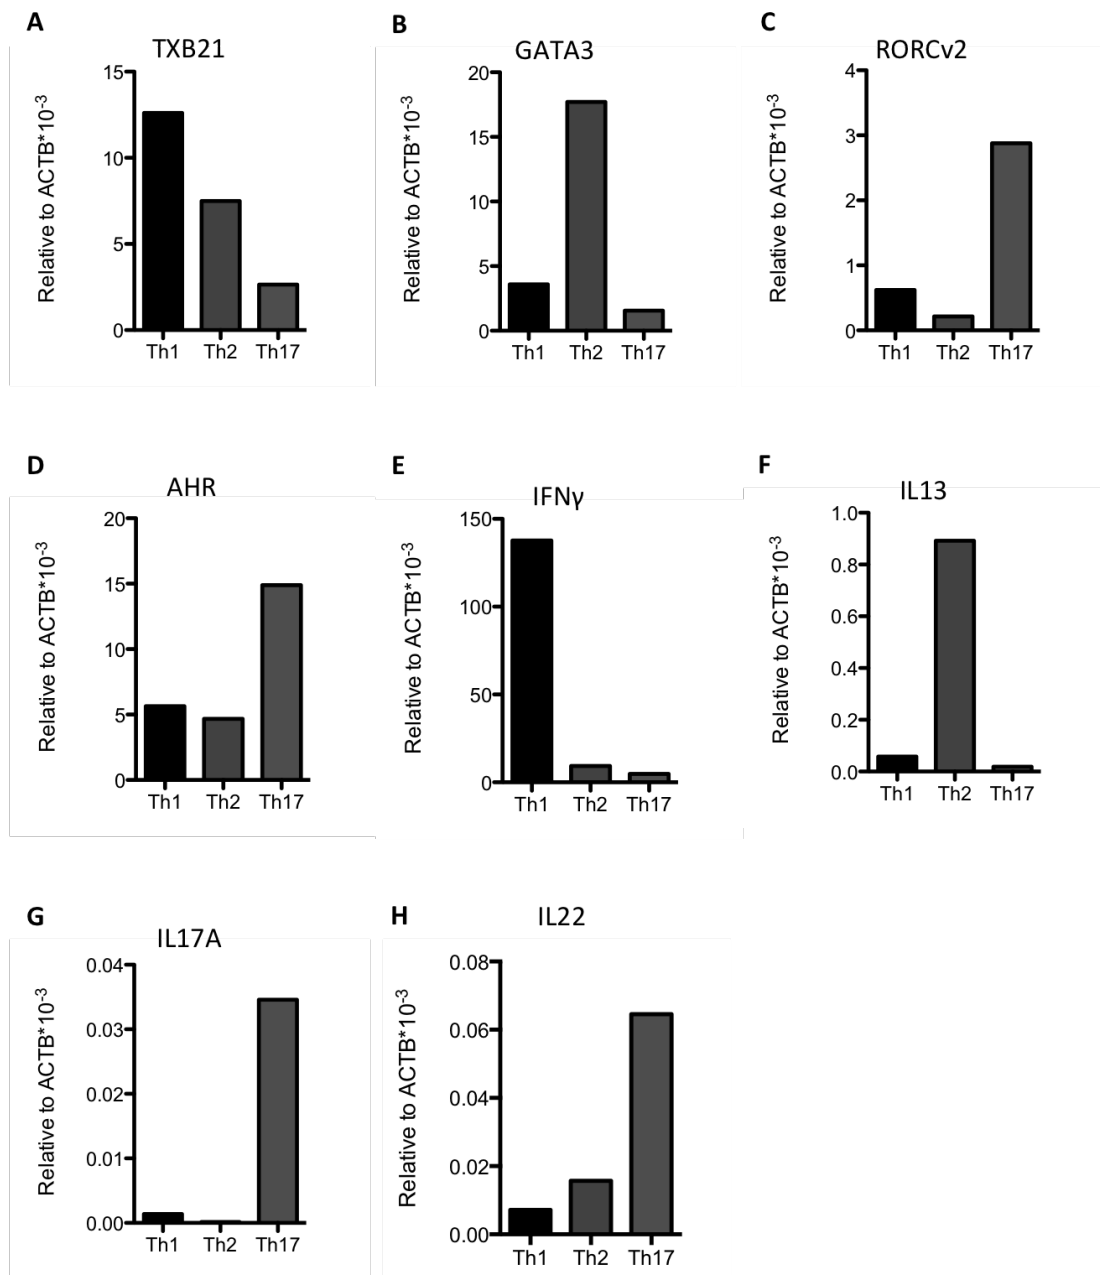 A
TXB21
Relative to ACTB*10-3
15
10
5
0
Th1 Th2 Th17
B
GATA3
Relative to ACTB*10-3
20
15
10
5
0
Th1 Th2 Th17
C
RORCv2
Relative to ACTB*10-3
4
3
2
1
0
Th1 Th2 Th17
D
AHR
Relative to ACTB*10-3
20
15
10
5
0
Th1 Th2 Th17
E
IFNγ
Relative to ACTB*10-3
150
100
50
0
Th1 Th2 Th17
F
IL13
Relative to ACTB*10-3
1.0
0.8
0.6
0.4
0.2
0.0
Th1 Th2 Th17
G
IL17A
Relative to ACTB*10-3
0.04
0.03
0.02
0.01
0.00
Th1 Th2 Th17
H
IL22
Relative to ACTB*10-3
0.08
0.06
0.04
0.02
0.00
Th1 Th2 Th17